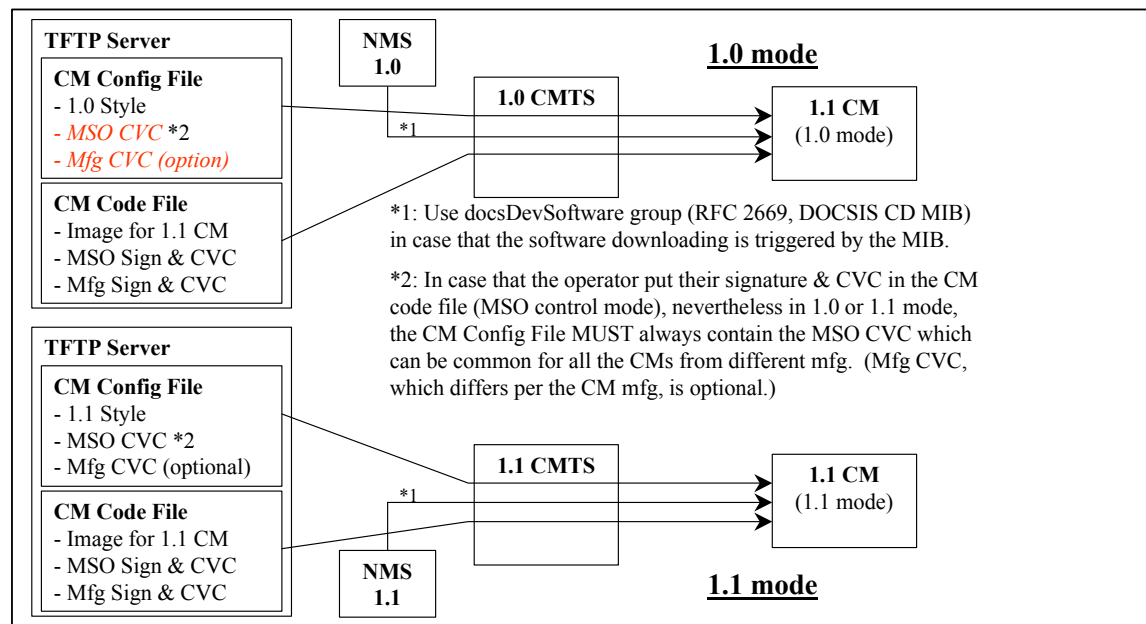 TFTP Server
CM Config File
- 1.0 Style
- MSO CVC *2
- Mfg CVC (option)
CM Code File
- Image for 1.1 CM
- MSO Sign & CVC
- Mfg Sign & CVC
NMS
1.0
*1
1.0 CMTS
1.0 mode
1.1 CM
(1.0 mode)
*1: Use docsDevSoftware group (RFC 2669, DOCSIS CD MIB)
in case that the software downloading is triggered by the MIB.
*2: In case that the operator put their signature & CVC in the CM
code file (MSO control mode), nevertheless in 1.0 or 1.1 mode,
the CM Config File MUST always contain the MSO CVC which
can be common for all the CMs from different mfg. (Mfg CVC,
which differs per the CM mfg, is optional.)
TFTP Server
CM Config File
- 1.1 Style
- MSO CVC *2
- Mfg CVC (optional)
CM Code File
- Image for 1.1 CM
- MSO Sign & CVC
- Mfg Sign & CVC
*1
NMS
1.1
1.1 CMTS
1.1 CM
(1.1 mode)
1.1 mode